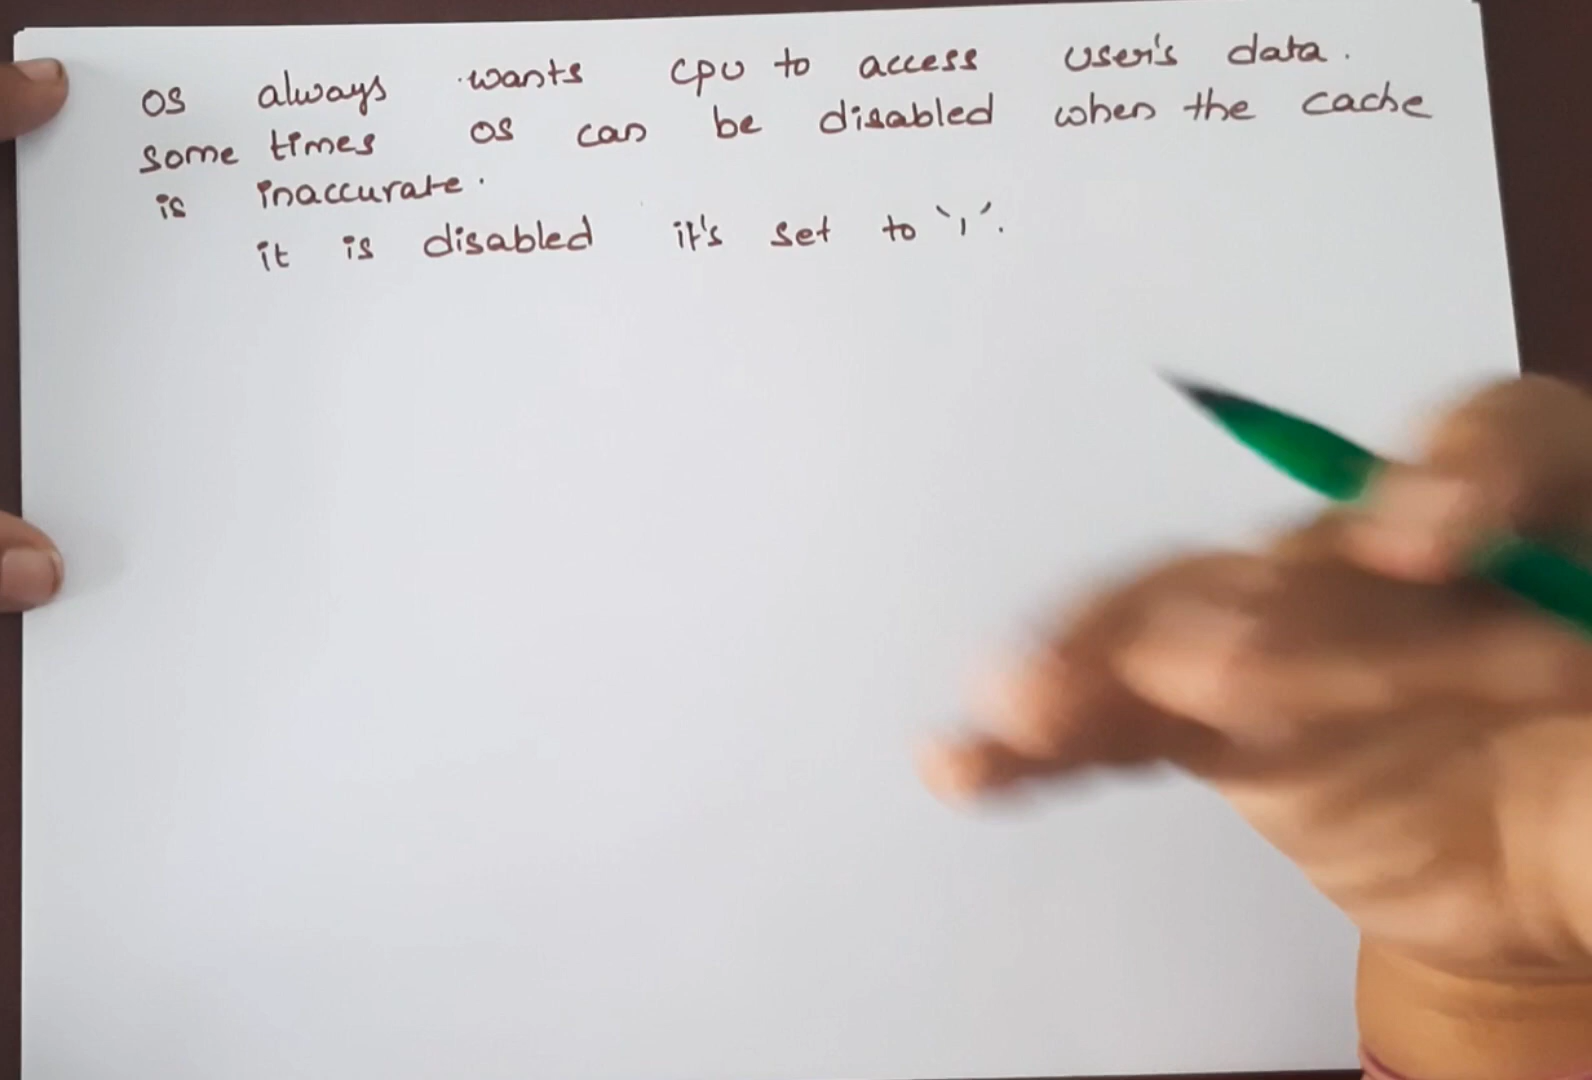 OS always wants cpu to access user's data.
some times OS can be disabled when the cache
is inaccurate.
it is disabled it's set to '1'.